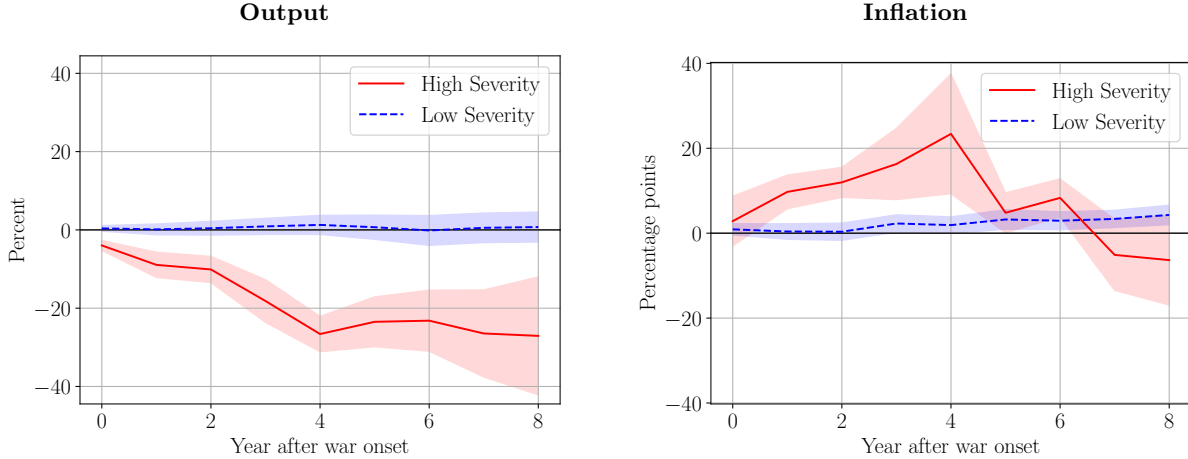 Output
40
20
0
−20
−40
Percent
High Severity
Low Severity
0 2 4 6 8
Year after war onset
Inflation
40
20
0
−20
−40
Percentage points
High Severity
Low Severity
0 2 4 6 8
Year after war onset